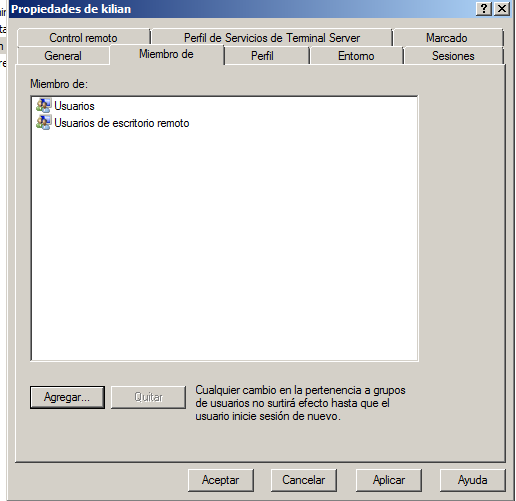 Propiedades de kilian
Control remoto
Perfil de Servicios de Terminal Server
Marcado
General
Miembro de
Perfil
Entorno
Sesiones
Miembro de:
Usuarios
Usuarios de escritorio remoto
Agregar...
Quitar
Cualquier cambio en la pertenencia a grupos
de usuarios no surtirá efecto hasta que el
usuario inicie sesión de nuevo.
Aceptar
Cancelar
Aplicar
Ayuda